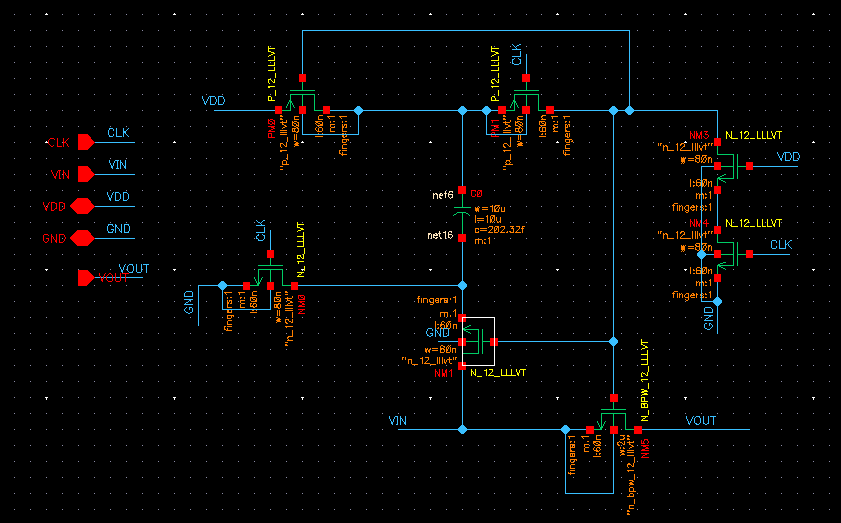 P_12_LLLVT
P_12_LLLVT
CLK
VDD
PM0
"p_12_lllvt"
w=80n
l:60n
m:1
fingers:1
PM1
"p_12_lllvt"
w=80n
l:60n
m:1
fingers:1
CLK
CLK
VIN
VIN
VDD
VDD
GND
GND
VOUT
VOUT
NM3
N_12_LLLVT
"n_12_lllvt"
w=80n
l:60n
m:1
fingers:1
VDD
NM4
N_12_LLLVT
"n_12_lllvt"
w=80n
l:60n
m:1
fingers:1
CLK
GND
net6
C0
w=10u
l=10u
c=202.32f
m:1
net16
CLK
N_12_LLLVT
GND
fingers:1
m:1
l:60n
w=80n
"n_12_lllvt"
NM0
fingers:1
m:1
l:60n
GND
w=80n
"n_12_lllvt"
NM1
N_12_LLLVT
N_BPW_12_LLLVT
VIN
VOUT
fingers:1
m:1
l:60n
w:2u
"n_bpw_12_lllvt"
NM5